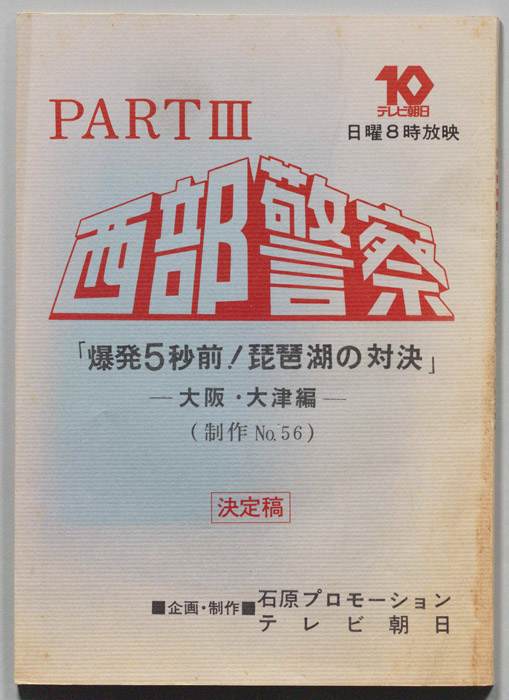 10
テレビ朝日
日曜8時放映
PART III
西部警察
「爆発5秒前!琵琶湖の対決」
―大阪・大津編―
(制作No.56)
決定稿
■企画・制作■石原プロモーション
テレビ朝日